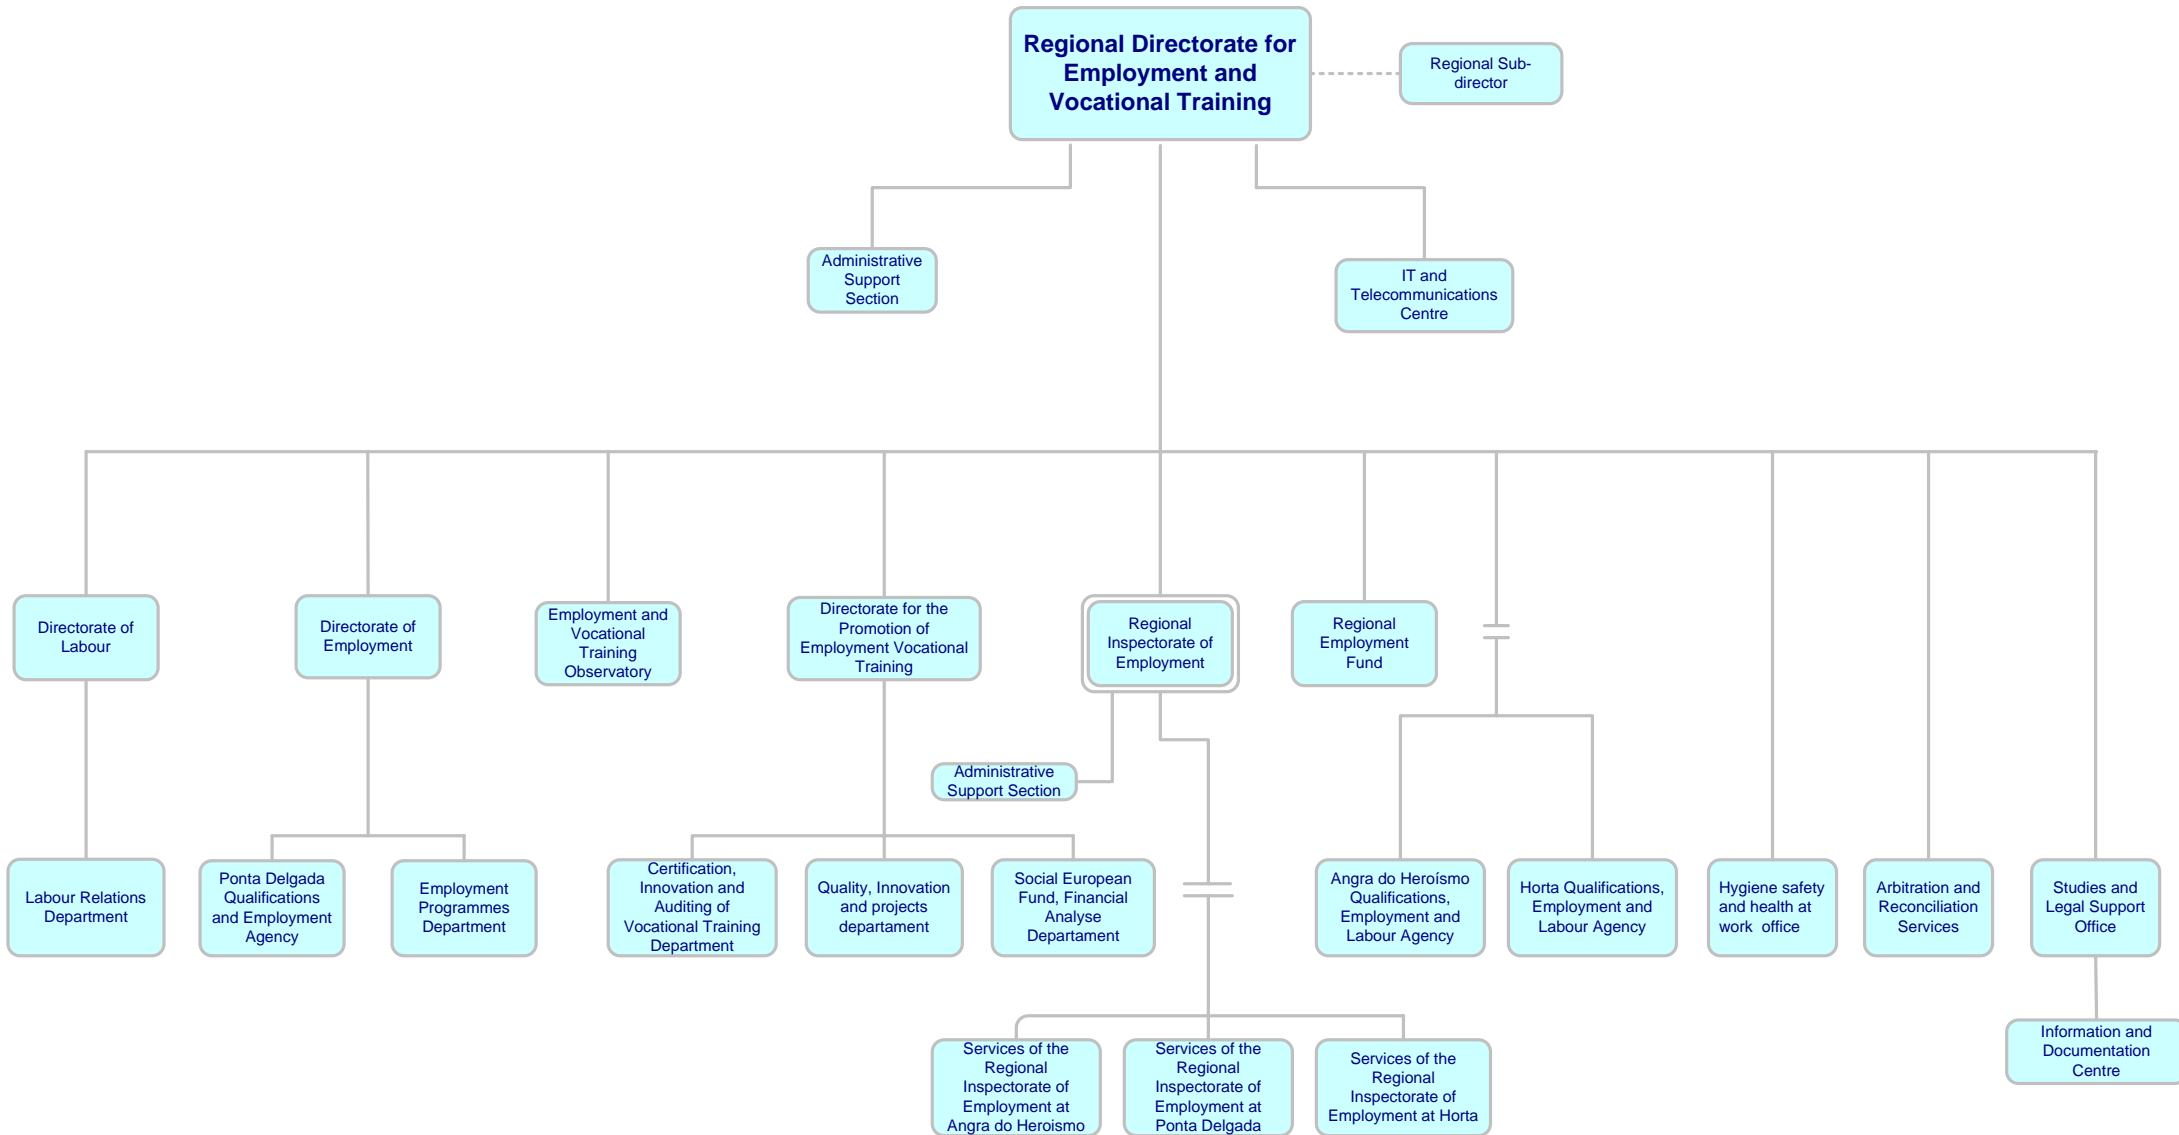 Regional Directorate for
Employment and
Vocational Training
Regional Sub-
director
Administrative
Support
Section
IT and
Telecommunications
Centre
Directorate of
Labour
Directorate of
Employment
Employment and
Vocational
Training
Observatory
Directorate for the
Promotion of
Employment Vocational
Training
Regional
Inspectorate of
Employment
Regional
Employment
Fund
Administrative
Support Section
Labour Relations
Department
Ponta Delgada
Qualifications
and Employment
Agency
Employment
Programmes
Department
Certification,
Innovation and
Auditing of
Vocational Training
Department
Quality, Innovation
and projects
departament
Social European
Fund, Financial
Analyse
Departament
Angra do Heroísmo
Qualifications,
Employment and
Labour Agency
Horta Qualifications,
Employment and
Labour Agency
Hygiene safety
and health at
work office
Arbitration and
Reconciliation
Services
Studies and
Legal Support
Office
Services of the
Regional
Inspectorate of
Employment at
Angra do Heroismo
Services of the
Regional
Inspectorate of
Employment at
Ponta Delgada
Services of the
Regional
Inspectorate of
Employment at Horta
Information and
Documentation
Centre